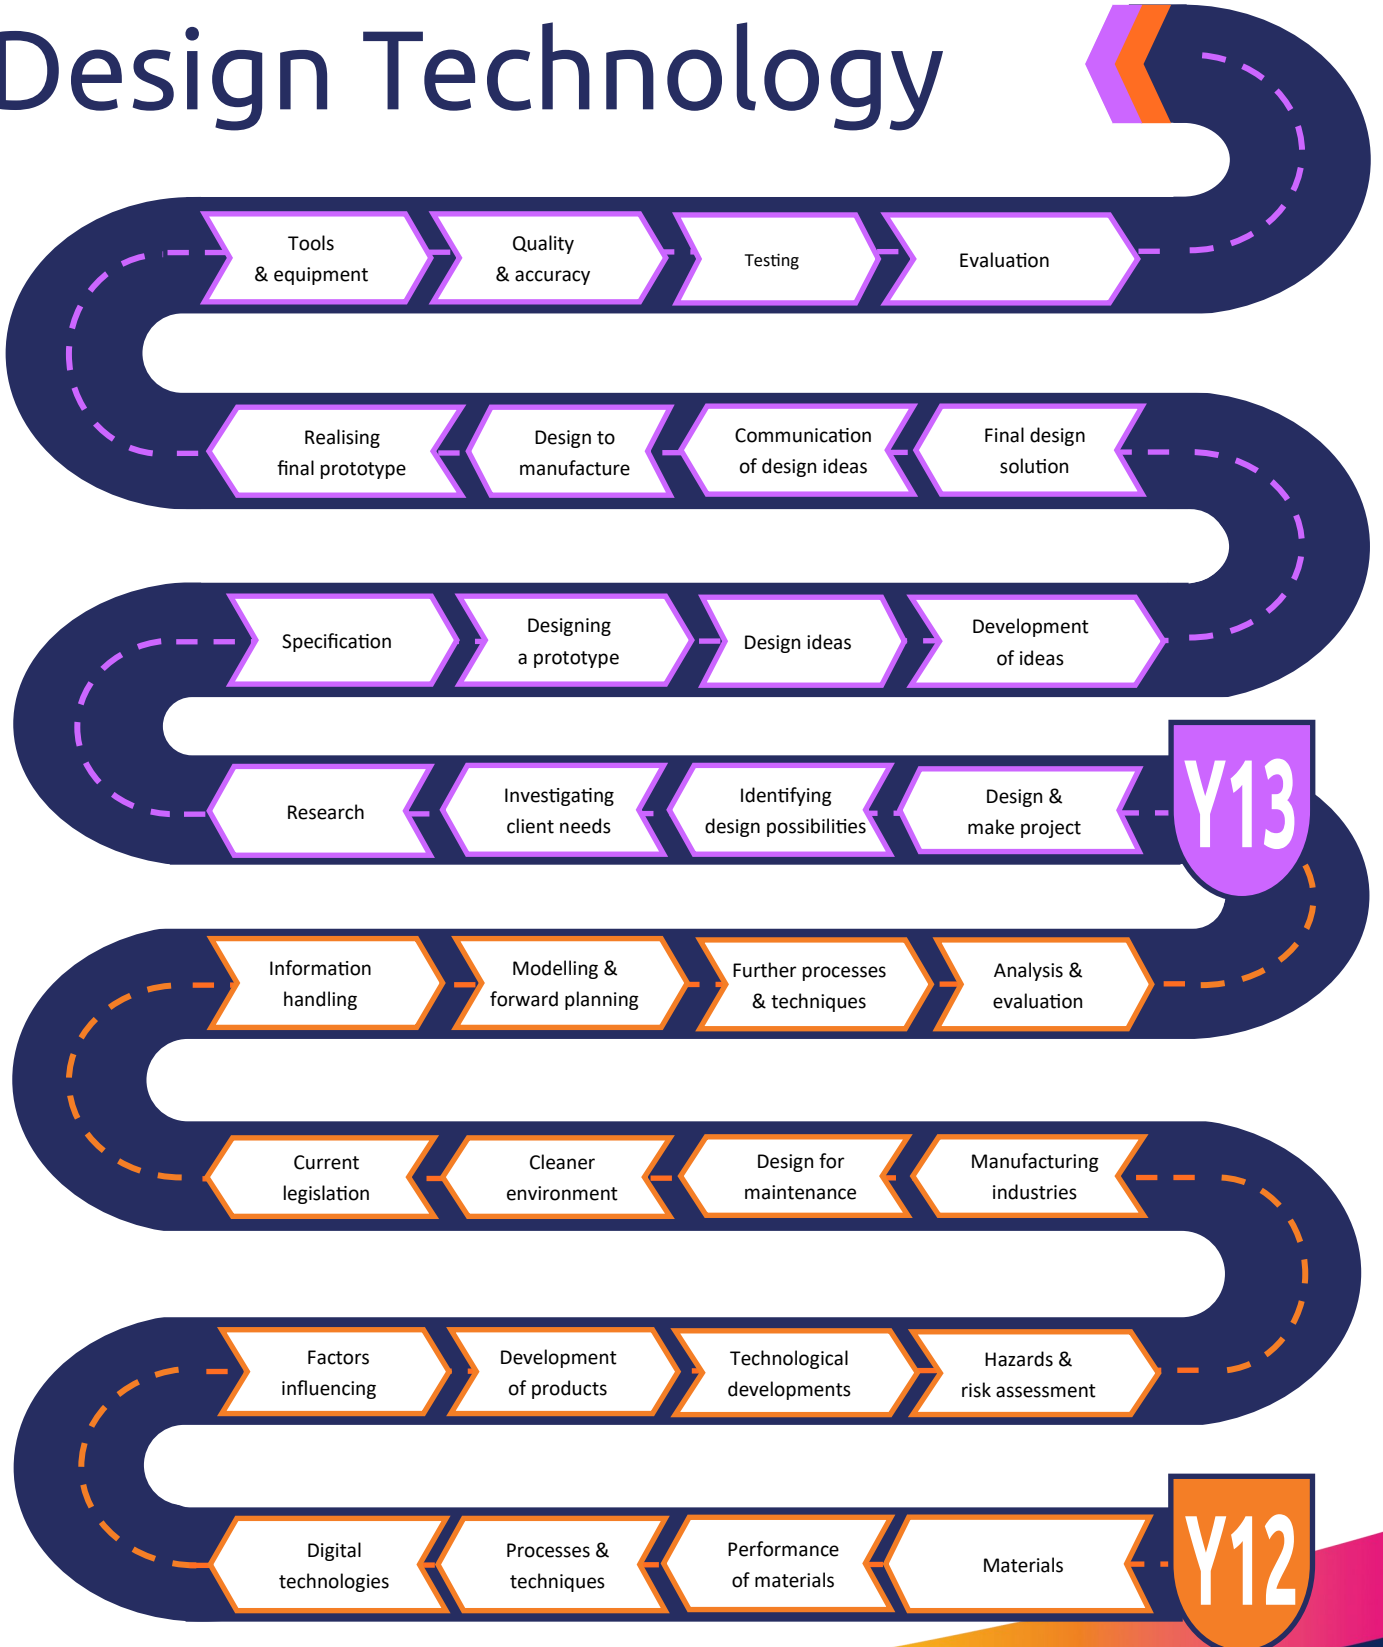 Design Technology
Tools
& equipment
Quality
& accuracy
Testing
Evaluation
Realising
final prototype
Design to
manufacture
Communication
of design ideas
Final design
solution
Specification
Designing
a prototype
Design ideas
Development
of ideas
Research
Investigating
client needs
Identifying
design possibilities
Design &
make project
Y13
Information
handling
Modelling &
forward planning
Further processes
& techniques
Analysis &
evaluation
Current
legislation
Cleaner
environment
Design for
maintenance
Manufacturing
industries
Factors
influencing
Development
of products
Technological
developments
Hazards &
risk assessment
Digital
technologies
Processes &
techniques
Performance
of materials
Materials
Y12